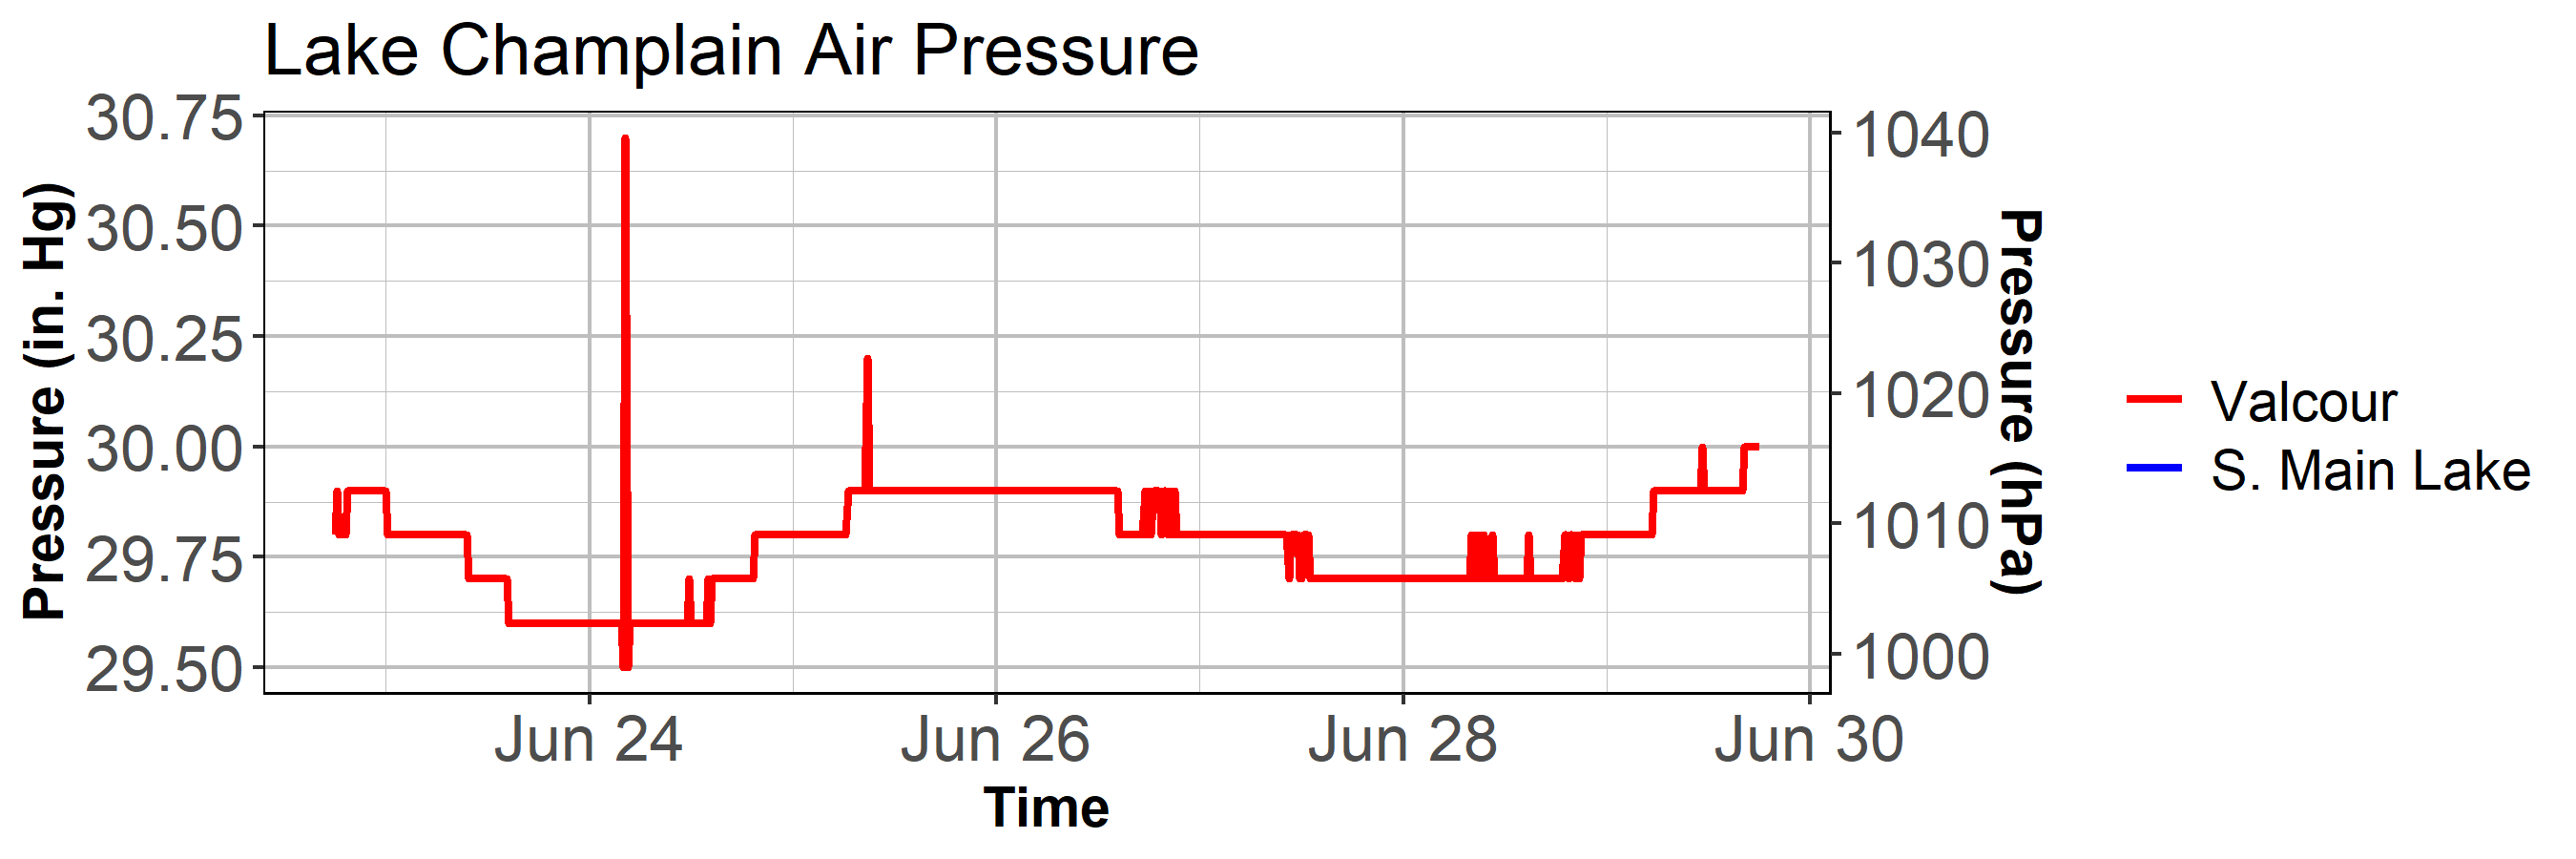 Lake Champlain Air Pressure
Pressure (in. Hg)
30.75
30.50
30.25
30.00
29.75
29.50
1040
1030
1020
1010
1000
Pressure (hPa)
Jun 24
Jun 26
Jun 28
Jun 30
Time
Valcour
S. Main Lake